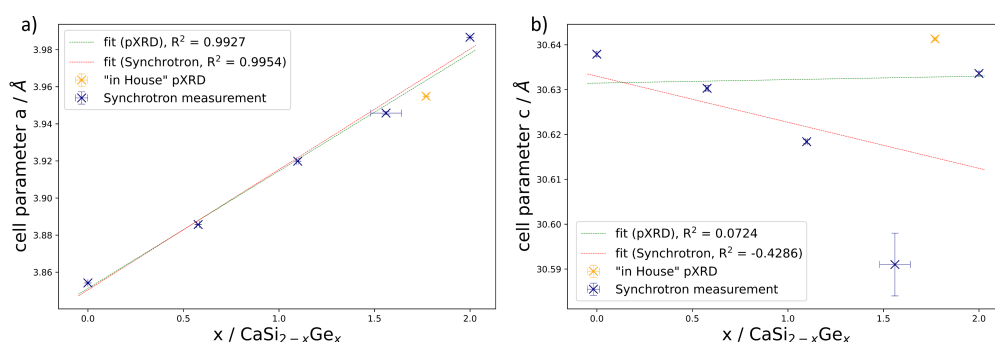 a)
fit (pXRD), R² = 0.9927
fit (Synchrotron, R² = 0.9954)
"in House" pXRD
Synchrotron measurement
3.98
3.96
3.94
3.92
3.90
3.88
3.86
cell parameter a / Å
0.0
0.5
1.0
1.5
2.0
x / CaSi₂₋ₓGeₓ
b)
30.64
30.63
30.62
30.61
30.60
30.59
cell parameter c / Å
fit (pXRD), R² = 0.0724
fit (Synchrotron, R² = -0.4286)
"in House" pXRD
Synchrotron measurement
0.0
0.5
1.0
1.5
2.0
x / CaSi₂₋ₓGeₓ